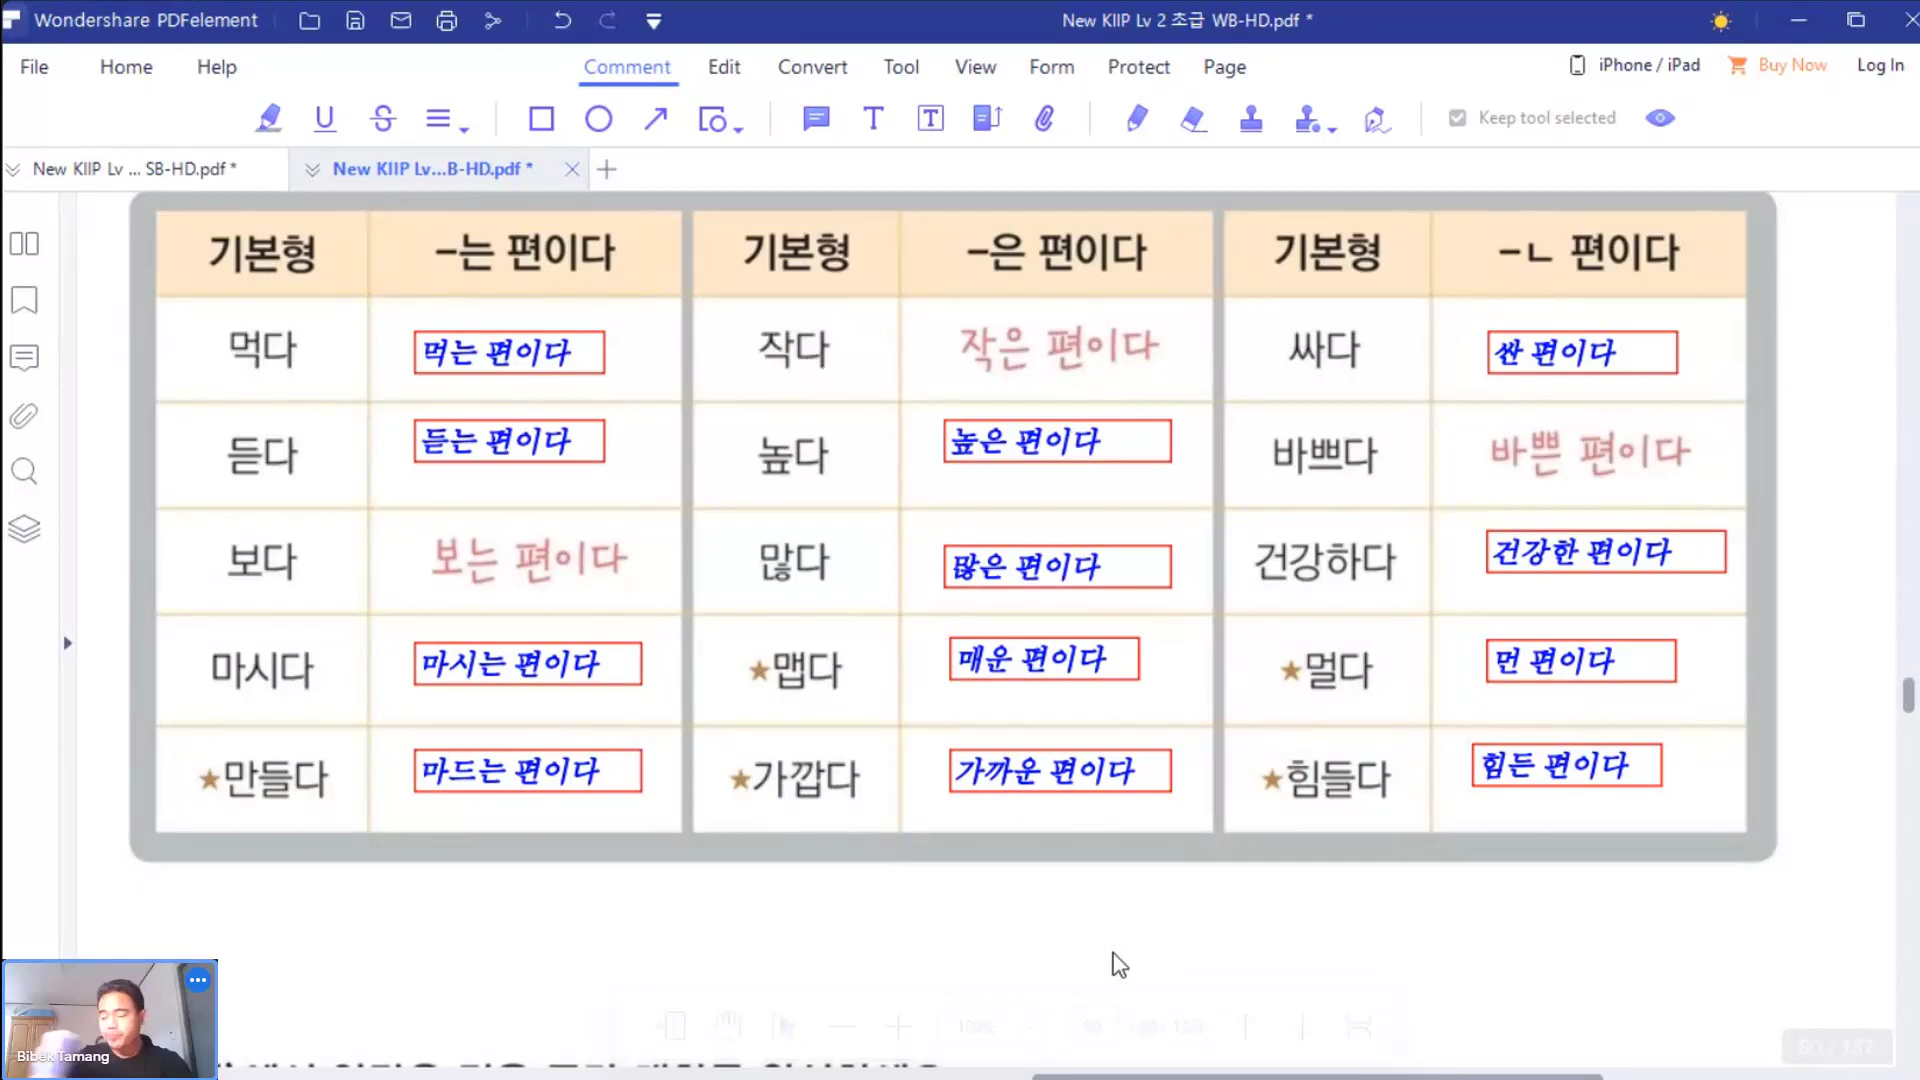 Wondershare PDFelement
New KIIP Lv 2 초급 WB-HD.pdf *
File Home Help Comment Edit Convert Tool View Form Protect Page iPhone / iPad Buy Now Log In
Keep tool selected
New KIIP Lv ... SB-HD.pdf *
New KIIP Lv...B-HD.pdf *
기본형 -는 편이다 기본형 -은 편이다 기본형 -ㄴ 편이다
먹다 먹는 편이다 작다 작은 편이다 싸다 싼 편이다
듣다 듣는 편이다 높다 높은 편이다 바쁘다 바쁜 편이다
보다 보는 편이다 많다 많은 편이다 건강하다 건강한 편이다
마시다 마시는 편이다 ★맵다 매운 편이다 ★멀다 먼 편이다
★만들다 마드는 편이다 ★가깝다 가까운 편이다 ★힘들다 힘든 편이다
Bibek Tamang